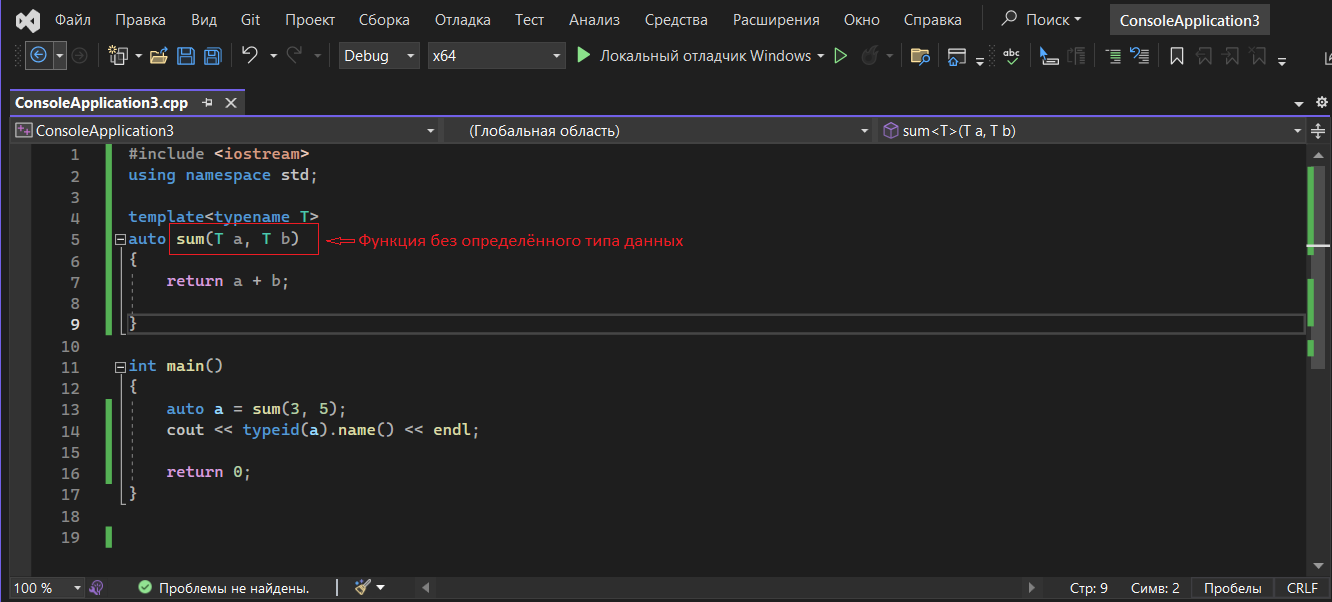 Файл Правка Вид Git Проект Сборка Отладка Тест Анализ Средства Расширения Окно Справка Поиск ConsoleApplication3
Debug x64 Локальный отладчик Windows abc
ConsoleApplication3.cpp
ConsoleApplication3 (Глобальная область) sum<T>(T a, T b)
1 #include <iostream>
2 using namespace std;
3
4 template<typename T>
5 auto sum(T a, T b) Функция без определённого типа данных
6 {
7 return a + b;
8
9 }
10
11 int main()
12 {
13 auto a = sum(3, 5);
14 cout << typeid(a).name() << endl;
15
16 return 0;
17 }
18
19
100 % Проблемы не найдены. Стр: 9 Симв: 2 Пробелы CRLF